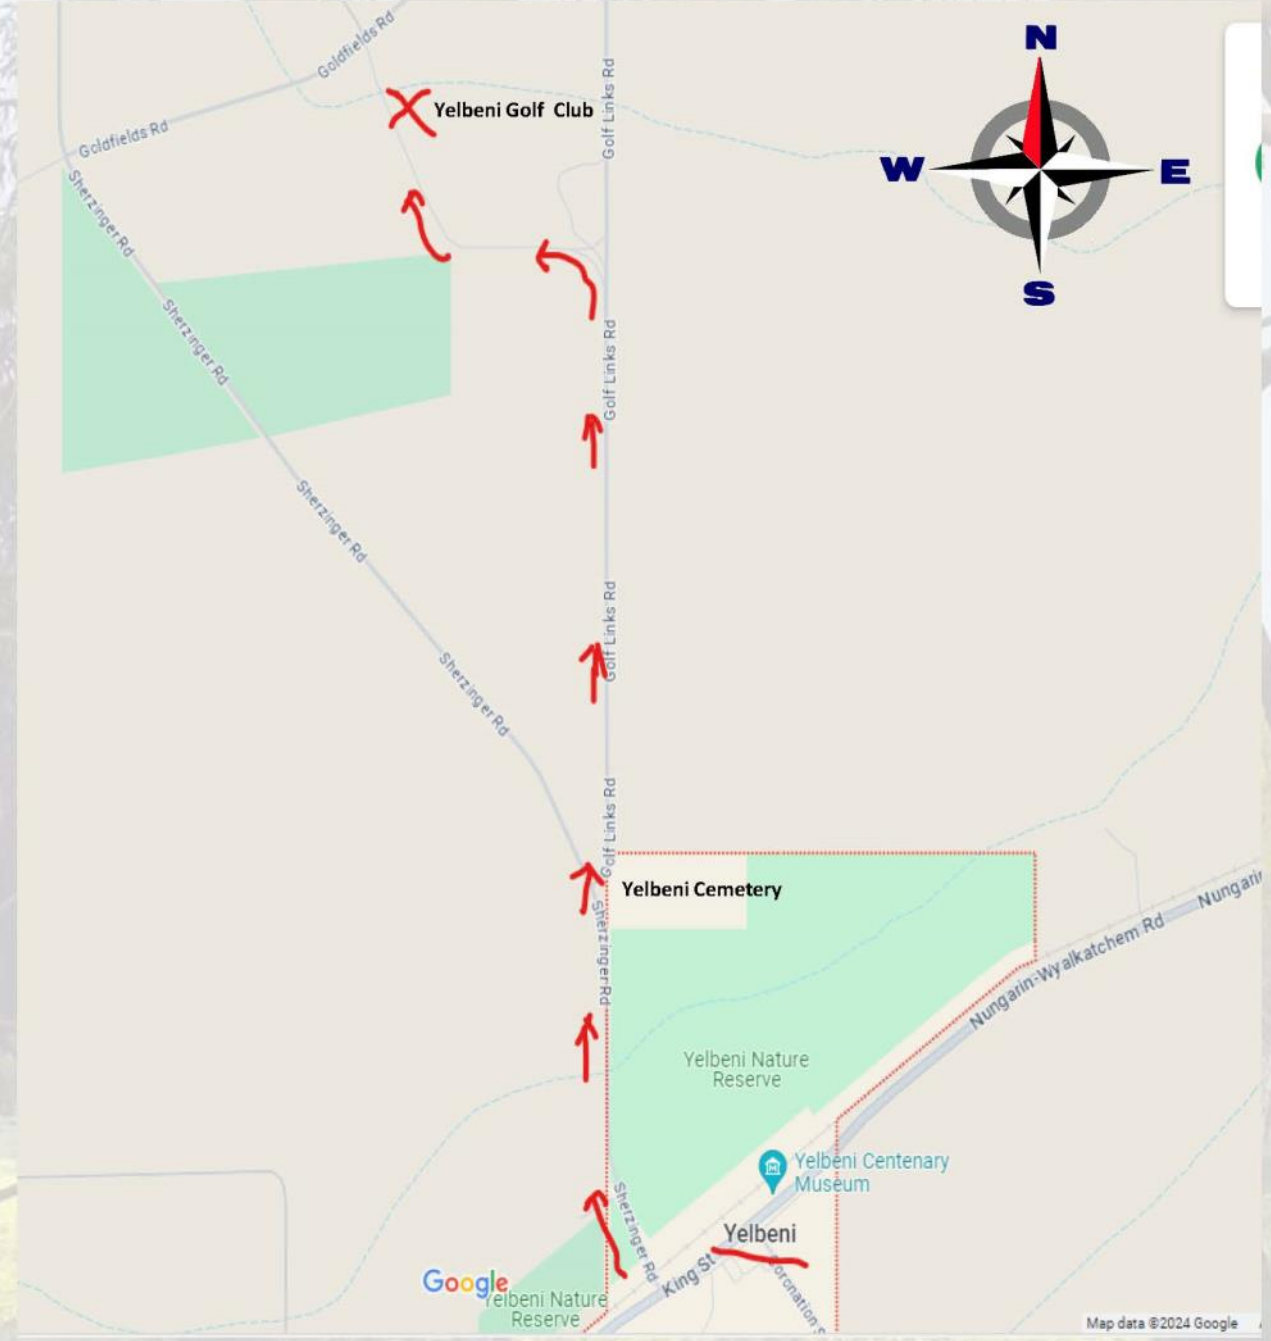 N
Goldfields Rd
Golf Links Rd
Yelbeni Golf Club
Goldfields Rd
W
E
Sherzinger Rd
S
Sherzinger Rd
Golf Links Rd
Sherzinger Rd
Golf Links Rd
Sherzinger Rd
Golf Links Rd
Yelbeni Cemetery
Sherzinger Rd
Nungarin-Wyalkatchem Rd
Yelbeni Nature
Reserve
Yelbeni Centenary
Museum
Sherzinger Rd
Yelbeni
King St
Google
Yelbeni Nature
Reserve
Map data ©2024 Google